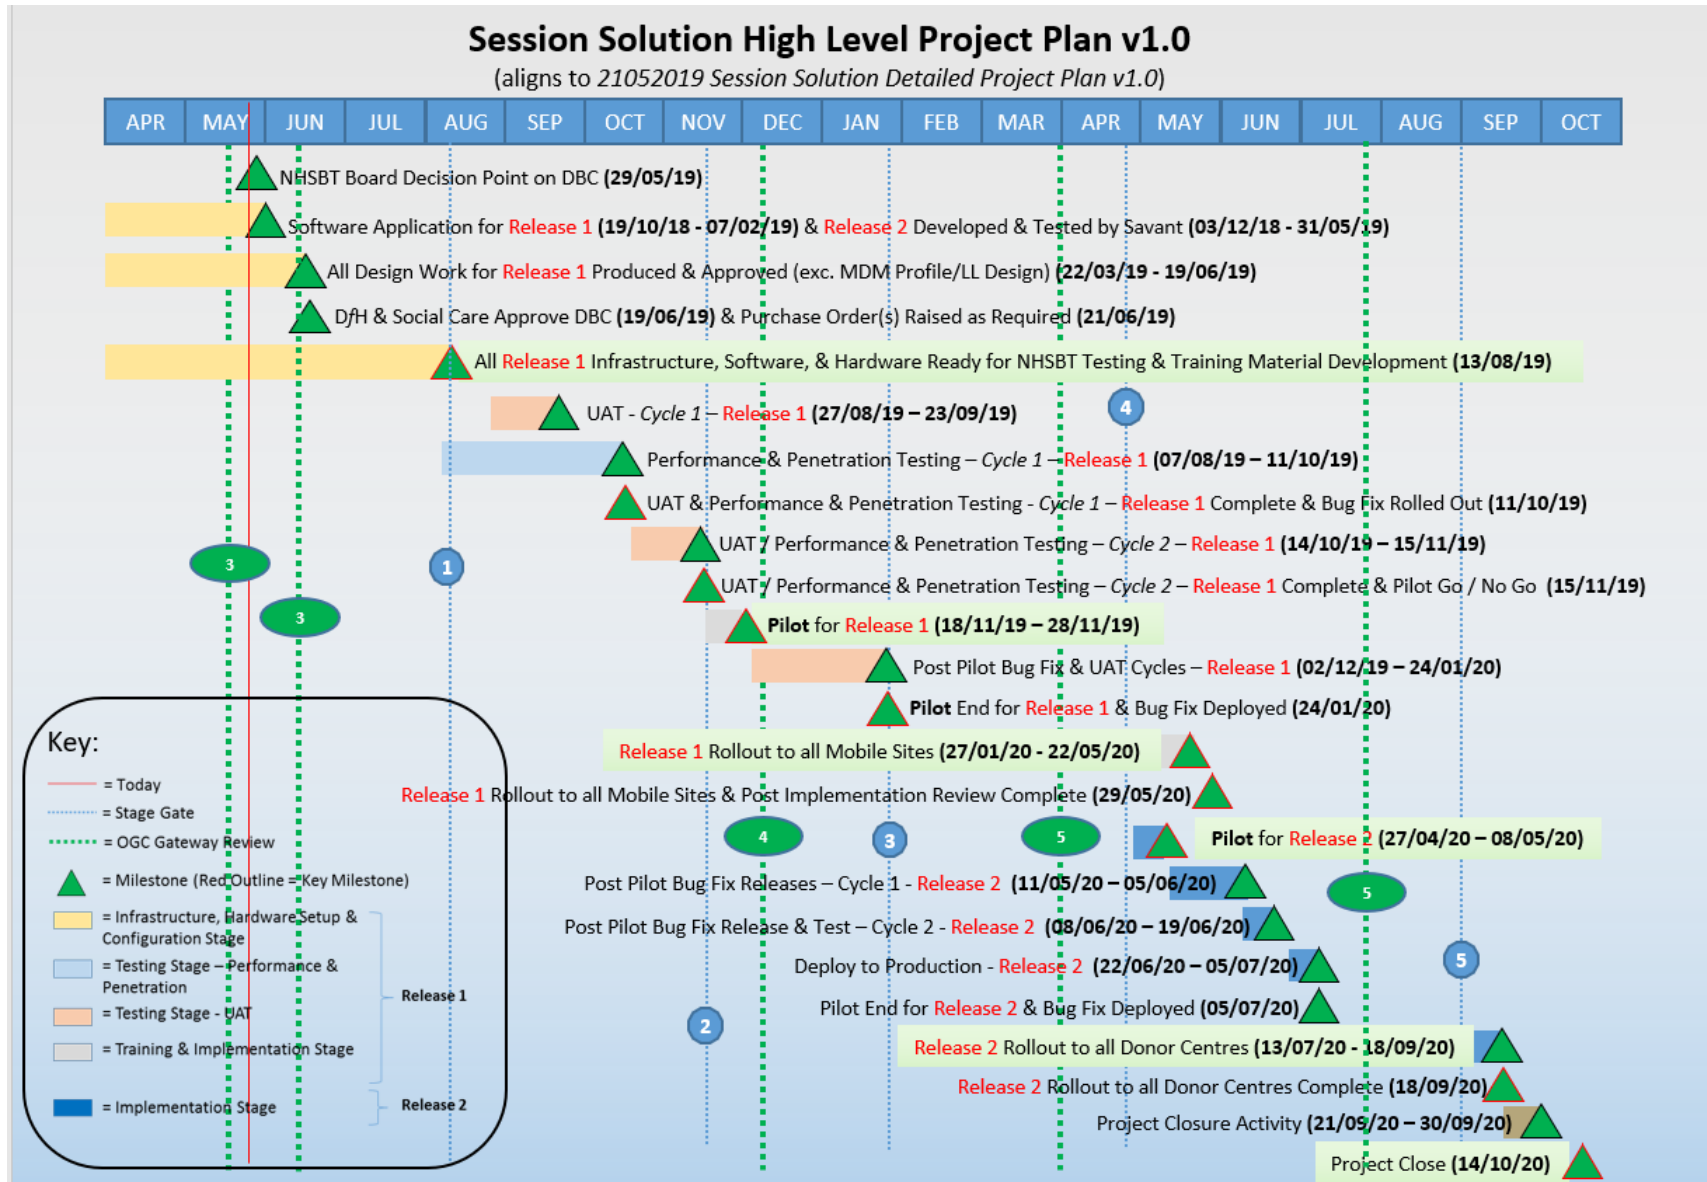 Session Solution High Level Project Plan v1.0
(aligns to 21052019 Session Solution Detailed Project Plan v1.0)
APR MAY JUN JUL AUG SEP OCT NOV DEC JAN FEB MAR APR MAY JUN JUL AUG SEP OCT
NHSBT Board Decision Point on DBC (29/05/19)
Software Application for Release 1 (19/10/18 - 07/02/19) & Release 2 Developed & Tested by Savant (03/12/18 - 31/05/19)
All Design Work for Release 1 Produced & Approved (exc. MDM Profile/LL Design) (22/03/19 - 19/06/19)
DfH & Social Care Approve DBC (19/06/19) & Purchase Order(s) Raised as Required (21/06/19)
All Release 1 Infrastructure, Software, & Hardware Ready for NHSBT Testing & Training Material Development (13/08/19)
UAT - Cycle 1 – Release 1 (27/08/19 – 23/09/19)
4
Performance & Penetration Testing – Cycle 1 – Release 1 (07/08/19 – 11/10/19)
UAT & Performance & Penetration Testing - Cycle 1 – Release 1 Complete & Bug Fix Rolled Out (11/10/19)
UAT / Performance & Penetration Testing – Cycle 2 – Release 1 (14/10/19 – 15/11/19)
3
1
UAT / Performance & Penetration Testing – Cycle 2 – Release 1 Complete & Pilot Go / No Go (15/11/19)
3
Pilot for Release 1 (18/11/19 – 28/11/19)
Post Pilot Bug Fix & UAT Cycles – Release 1 (02/12/19 – 24/01/20)
Pilot End for Release 1 & Bug Fix Deployed (24/01/20)
Release 1 Rollout to all Mobile Sites (27/01/20 - 22/05/20)
Release 1 Rollout to all Mobile Sites & Post Implementation Review Complete (29/05/20)
4
3
5
Pilot for Release 2 (27/04/20 – 08/05/20)
Post Pilot Bug Fix Releases – Cycle 1 - Release 2 (11/05/20 – 05/06/20)
5
Post Pilot Bug Fix Release & Test – Cycle 2 - Release 2 (08/06/20 – 19/06/20)
Deploy to Production - Release 2 (22/06/20 – 05/07/20)
5
Pilot End for Release 2 & Bug Fix Deployed (05/07/20)
2
Release 2 Rollout to all Donor Centres (13/07/20 - 18/09/20)
Release 2 Rollout to all Donor Centres Complete (18/09/20)
Project Closure Activity (21/09/20 – 30/09/20)
Project Close (14/10/20)
Key:
= Today
= Stage Gate
= OGC Gateway Review
= Milestone (Red Outline = Key Milestone)
= Infrastructure, Hardware Setup &
Configuration Stage
= Testing Stage – Performance &
Penetration
Release 1
= Testing Stage - UAT
= Training & Implementation Stage
= Implementation Stage
Release 2